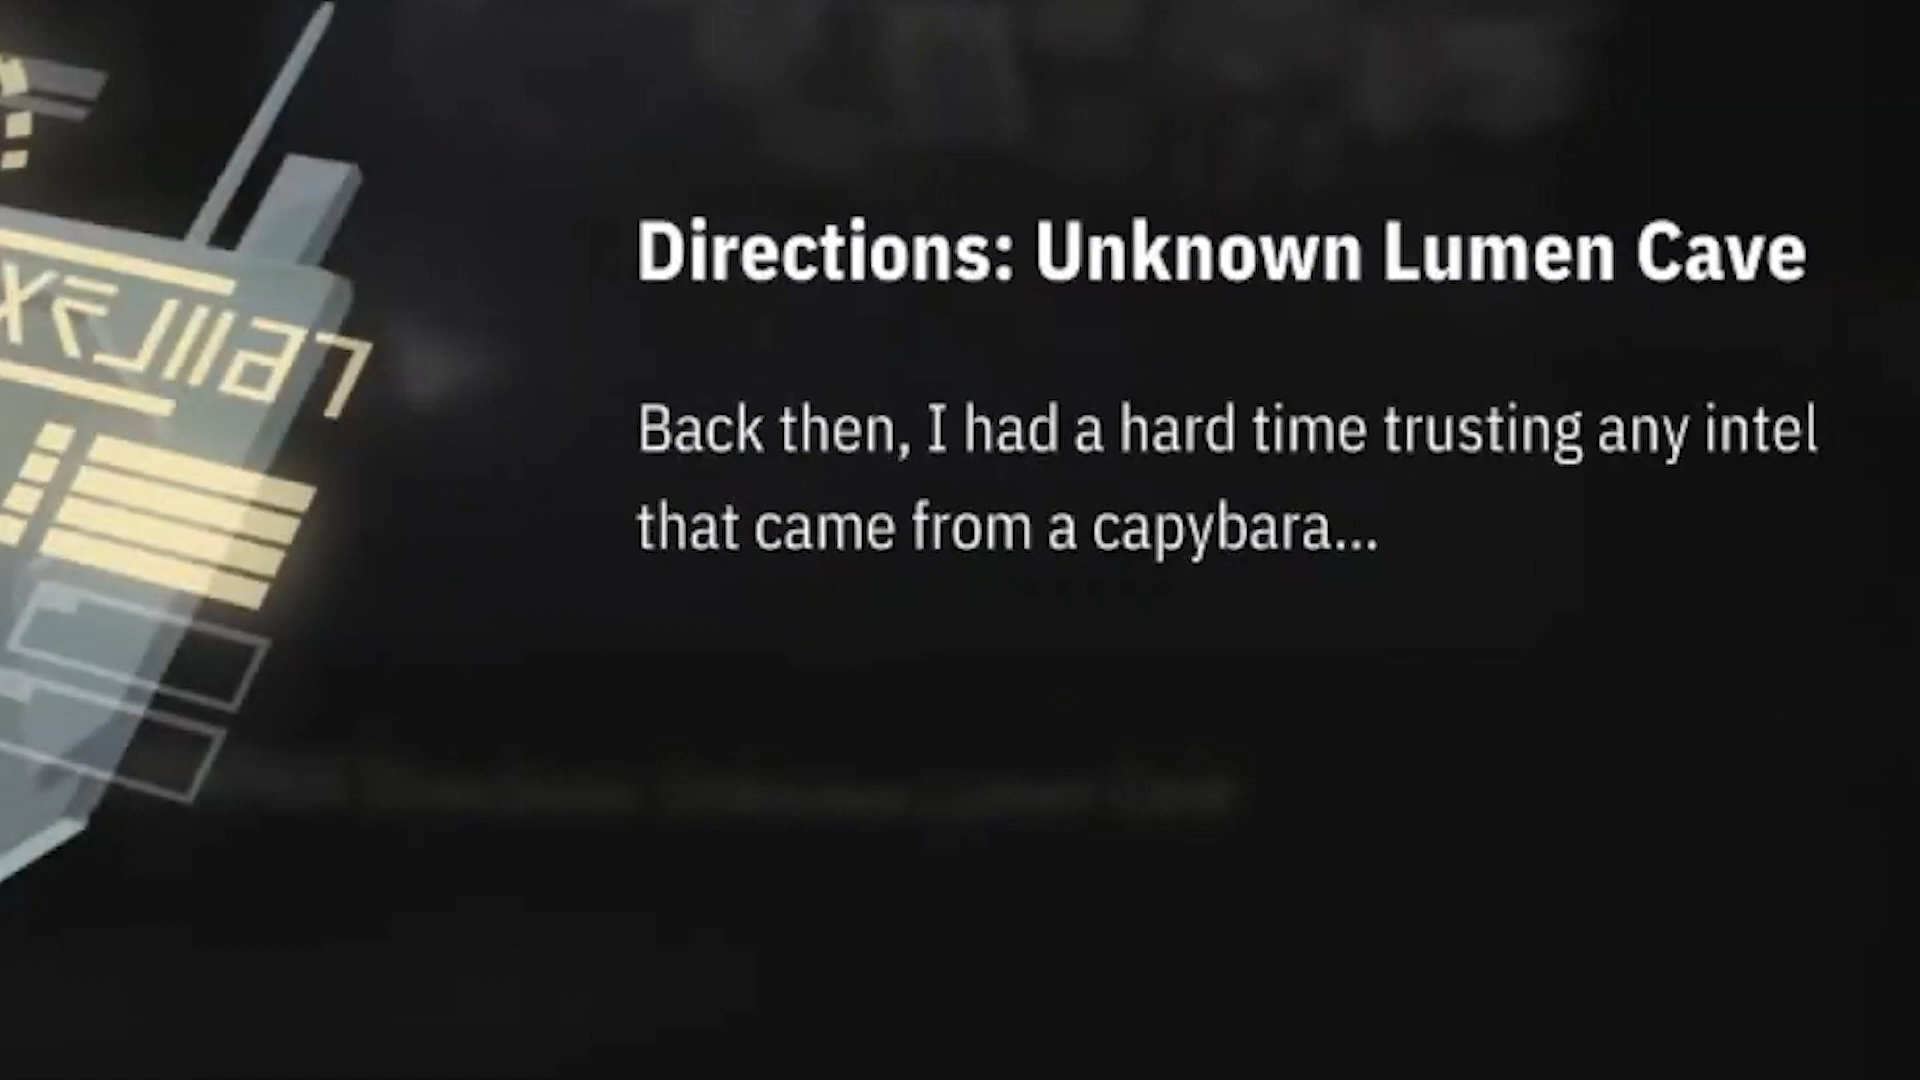 Directions: Unknown Lumen Cave
Back then, I had a hard time trusting any intel
that came from a capybara...